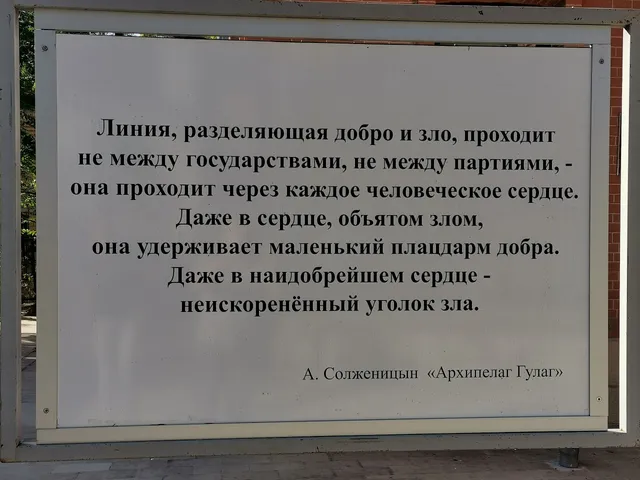 Линия, разделяющая добро и зло, проходит
не между государствами, не между партиями, -
она проходит через каждое человеческое сердце.
Даже в сердце, объятом злом,
она удерживает маленький плацдарм добра.
Даже в наидобрейшем сердце -
неискоренённый уголок зла.
А. Солженицын «Архипелаг Гулаг»